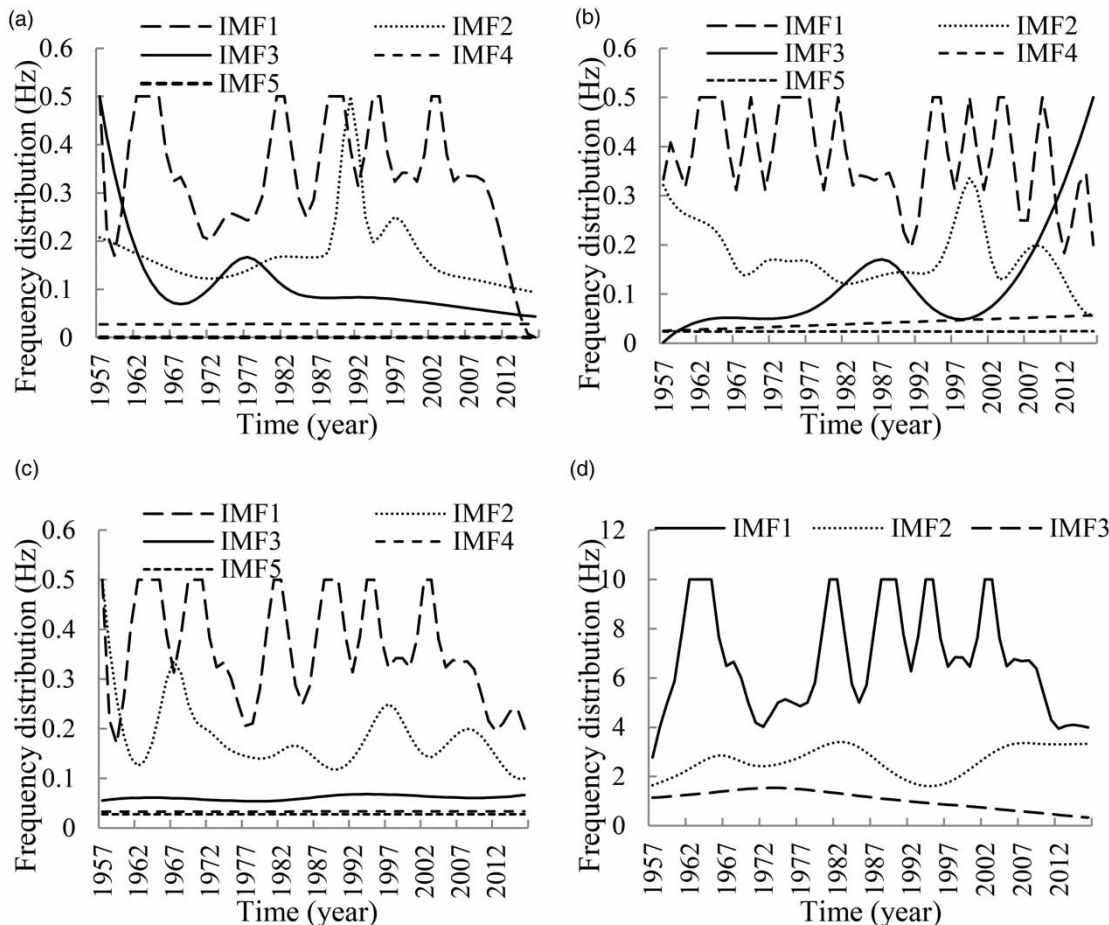 (a)
IMF1 IMF2
IMF3 IMF4
IMF5
Frequency distribution (Hz)
0.6
0.5
0.4
0.3
0.2
0.1
0
1957 1962 1967 1972 1977 1982 1987 1992 1997 2002 2007 2012
Time (year)
(b)
IMF1 IMF2
IMF3 IMF4
IMF5
Frequency distribution (Hz)
0.6
0.5
0.4
0.3
0.2
0.1
0
1957 1962 1967 1972 1977 1982 1987 1992 1997 2002 2007 2012
Time (year)
(c)
IMF1 IMF2
IMF3 IMF4
IMF5
Frequency distribution (Hz)
0.6
0.5
0.4
0.3
0.2
0.1
0
1957 1962 1967 1972 1977 1982 1987 1992 1997 2002 2007 2012
Time (year)
(d)
IMF1 IMF2 IMF3
Frequency distribution (Hz)
12
10
8
6
4
2
0
1957 1962 1967 1972 1977 1982 1987 1992 1997 2002 2007 2012
Time (year)